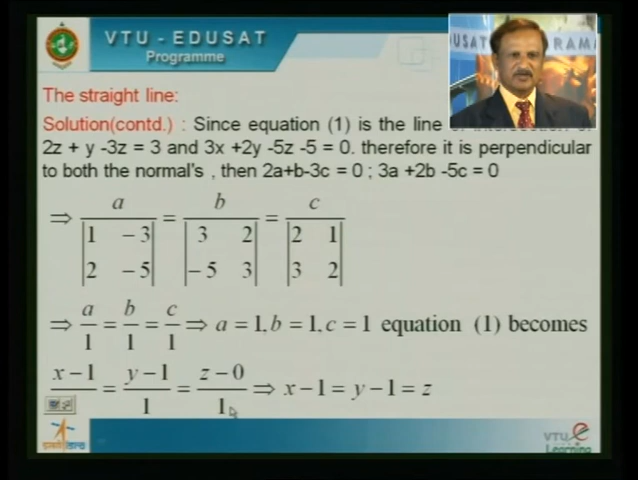 VTU - EDUSAT
Programme
The straight line:
Solution(contd.) : Since equation (1) is the line
2z + y -3z = 3 and 3x +2y -5z -5 = 0. therefore it is perpendicular
to both the normal's , then 2a+b-3c = 0 ; 3a +2b -5c = 0
⇒ a / |1 −3; 2 −5| = b / |3 2; −5 3| = c / |2 1; 3 2|
⇒ a/1 = b/1 = c/1 ⇒ a = 1, b = 1, c = 1 equation (1) becomes
x−1 / = y−1 / 1 = z−0 / 1 ⇒ x−1 = y−1 = z
VTU e
Learning